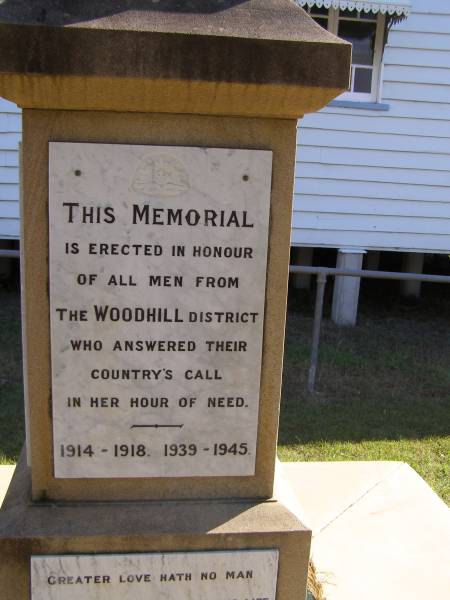 THIS MEMORIAL
IS ERECTED IN HONOUR
OF ALL MEN FROM
THE WOODHILL DISTRICT
WHO ANSWERED THEIR
COUNTRY'S CALL
IN HER HOUR OF NEED.
1914 - 1918. 1939 - 1945.
GREATER LOVE HATH NO MAN